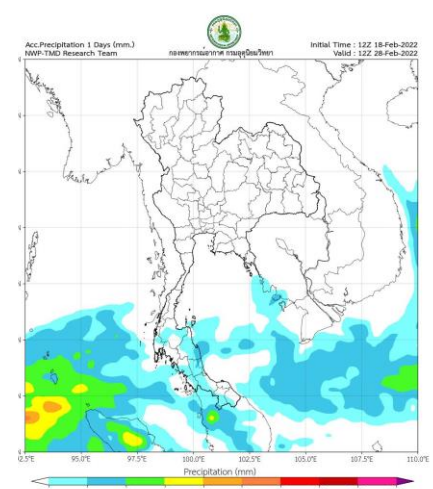 Acc.Precipitation 1 Days (mm.)
NWP-TMD Research Team
กองพยากรณ์อากาศ กรมอุตุนิยมวิทยา
Initial Time : 12Z 18-Feb-2022
Valid : 12Z 28-Feb-2022
95.0°E 97.5°E 100.0°E 102.5°E 105.0°E 107.5°E 110.0
Precipitation (mm)